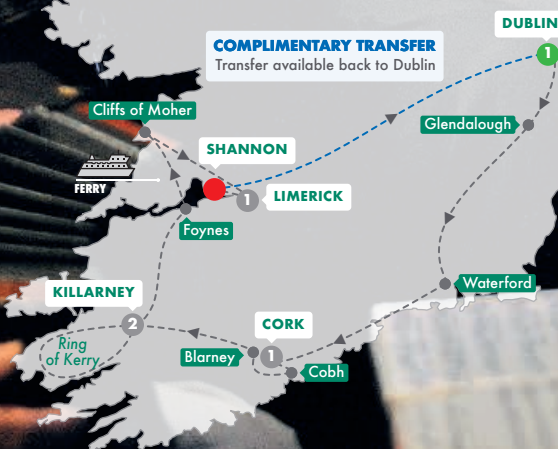 DUBLIN
1
COMPLIMENTARY TRANSFER
Transfer available back to Dublin
Cliffs of Moher
Glendalough
SHANNON
FERRY
1
LIMERICK
Foynes
Waterford
KILLARNEY
2
CORK
Ring
of Kerry
Blarney
1
Cobh